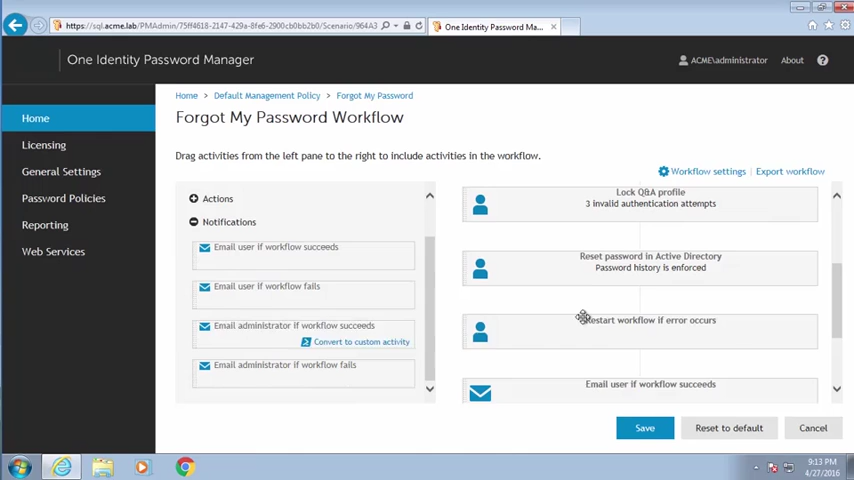 https://sql.acme.lab/PMAdmin/75ff4618-2147-429a-8fe6-2900cb0bb2b0/Scenario/964A3
One Identity Password Ma...
One Identity Password Manager
ACME\administrator
About
Home > Default Management Policy > Forgot My Password
Forgot My Password Workflow
Home
Licensing
General Settings
Password Policies
Reporting
Web Services
Drag activities from the left pane to the right to include activities in the workflow.
Workflow settings | Export workflow
Actions
Notifications
Email user if workflow succeeds
Email user if workflow fails
Email administrator if workflow succeeds
Convert to custom activity
Email administrator if workflow fails
Lock Q&A profile
3 invalid authentication attempts
Reset password in Active Directory
Password history is enforced
Restart workflow if error occurs
Email user if workflow succeeds
Save
Reset to default
Cancel
9:13 PM
4/27/2016